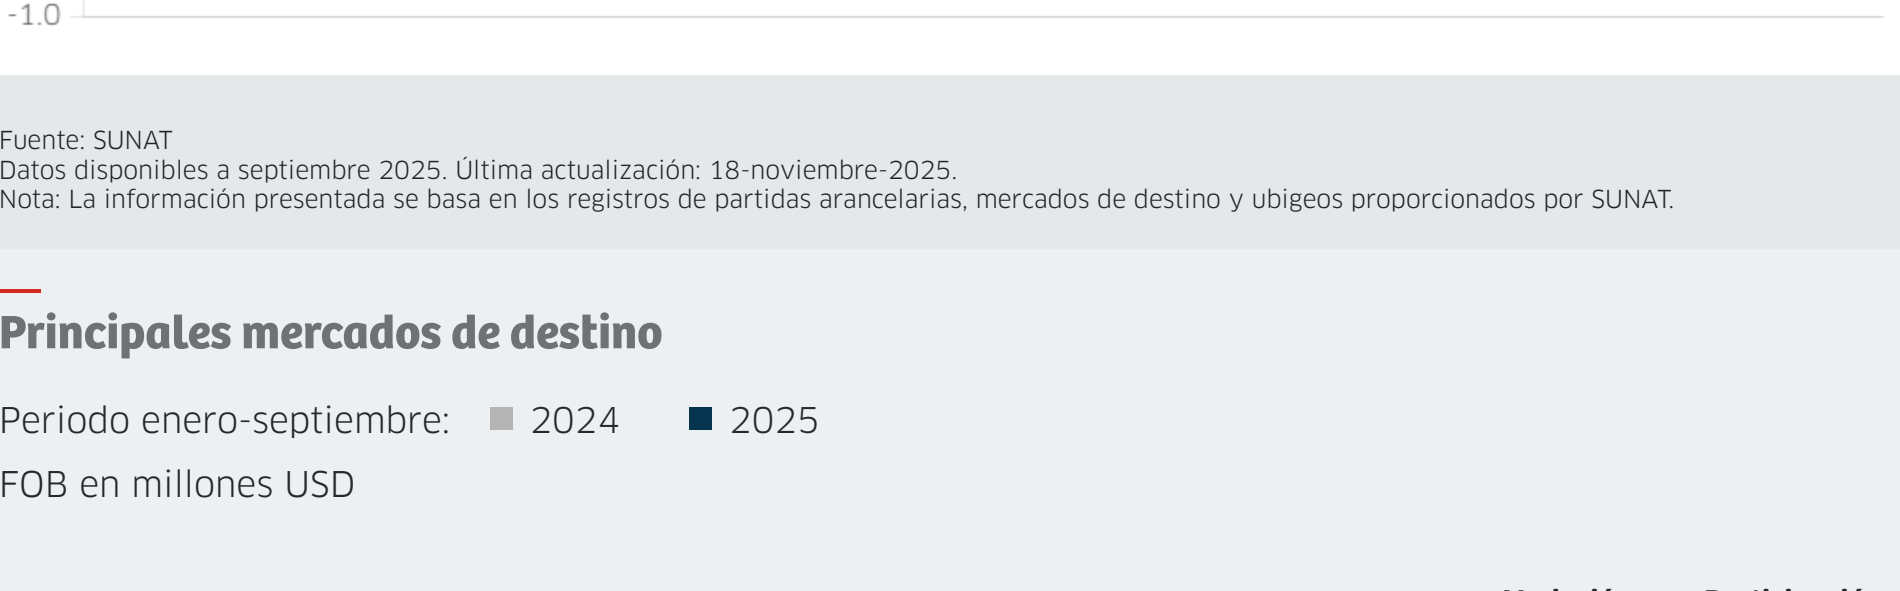 -1.0
Fuente: SUNAT
Datos disponibles a septiembre 2025. Última actualización: 18-noviembre-2025.
Nota: La información presentada se basa en los registros de partidas arancelarias, mercados de destino y ubigeos proporcionados por SUNAT.
Principales mercados de destino
Periodo enero-septiembre: 2024 2025
FOB en millones USD